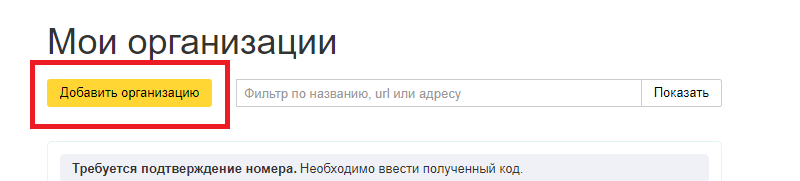 Мои организации
Добавить организацию Фильтр по названию, url или адресу Показать
Требуется подтверждение номера. Необходимо ввести полученный код.